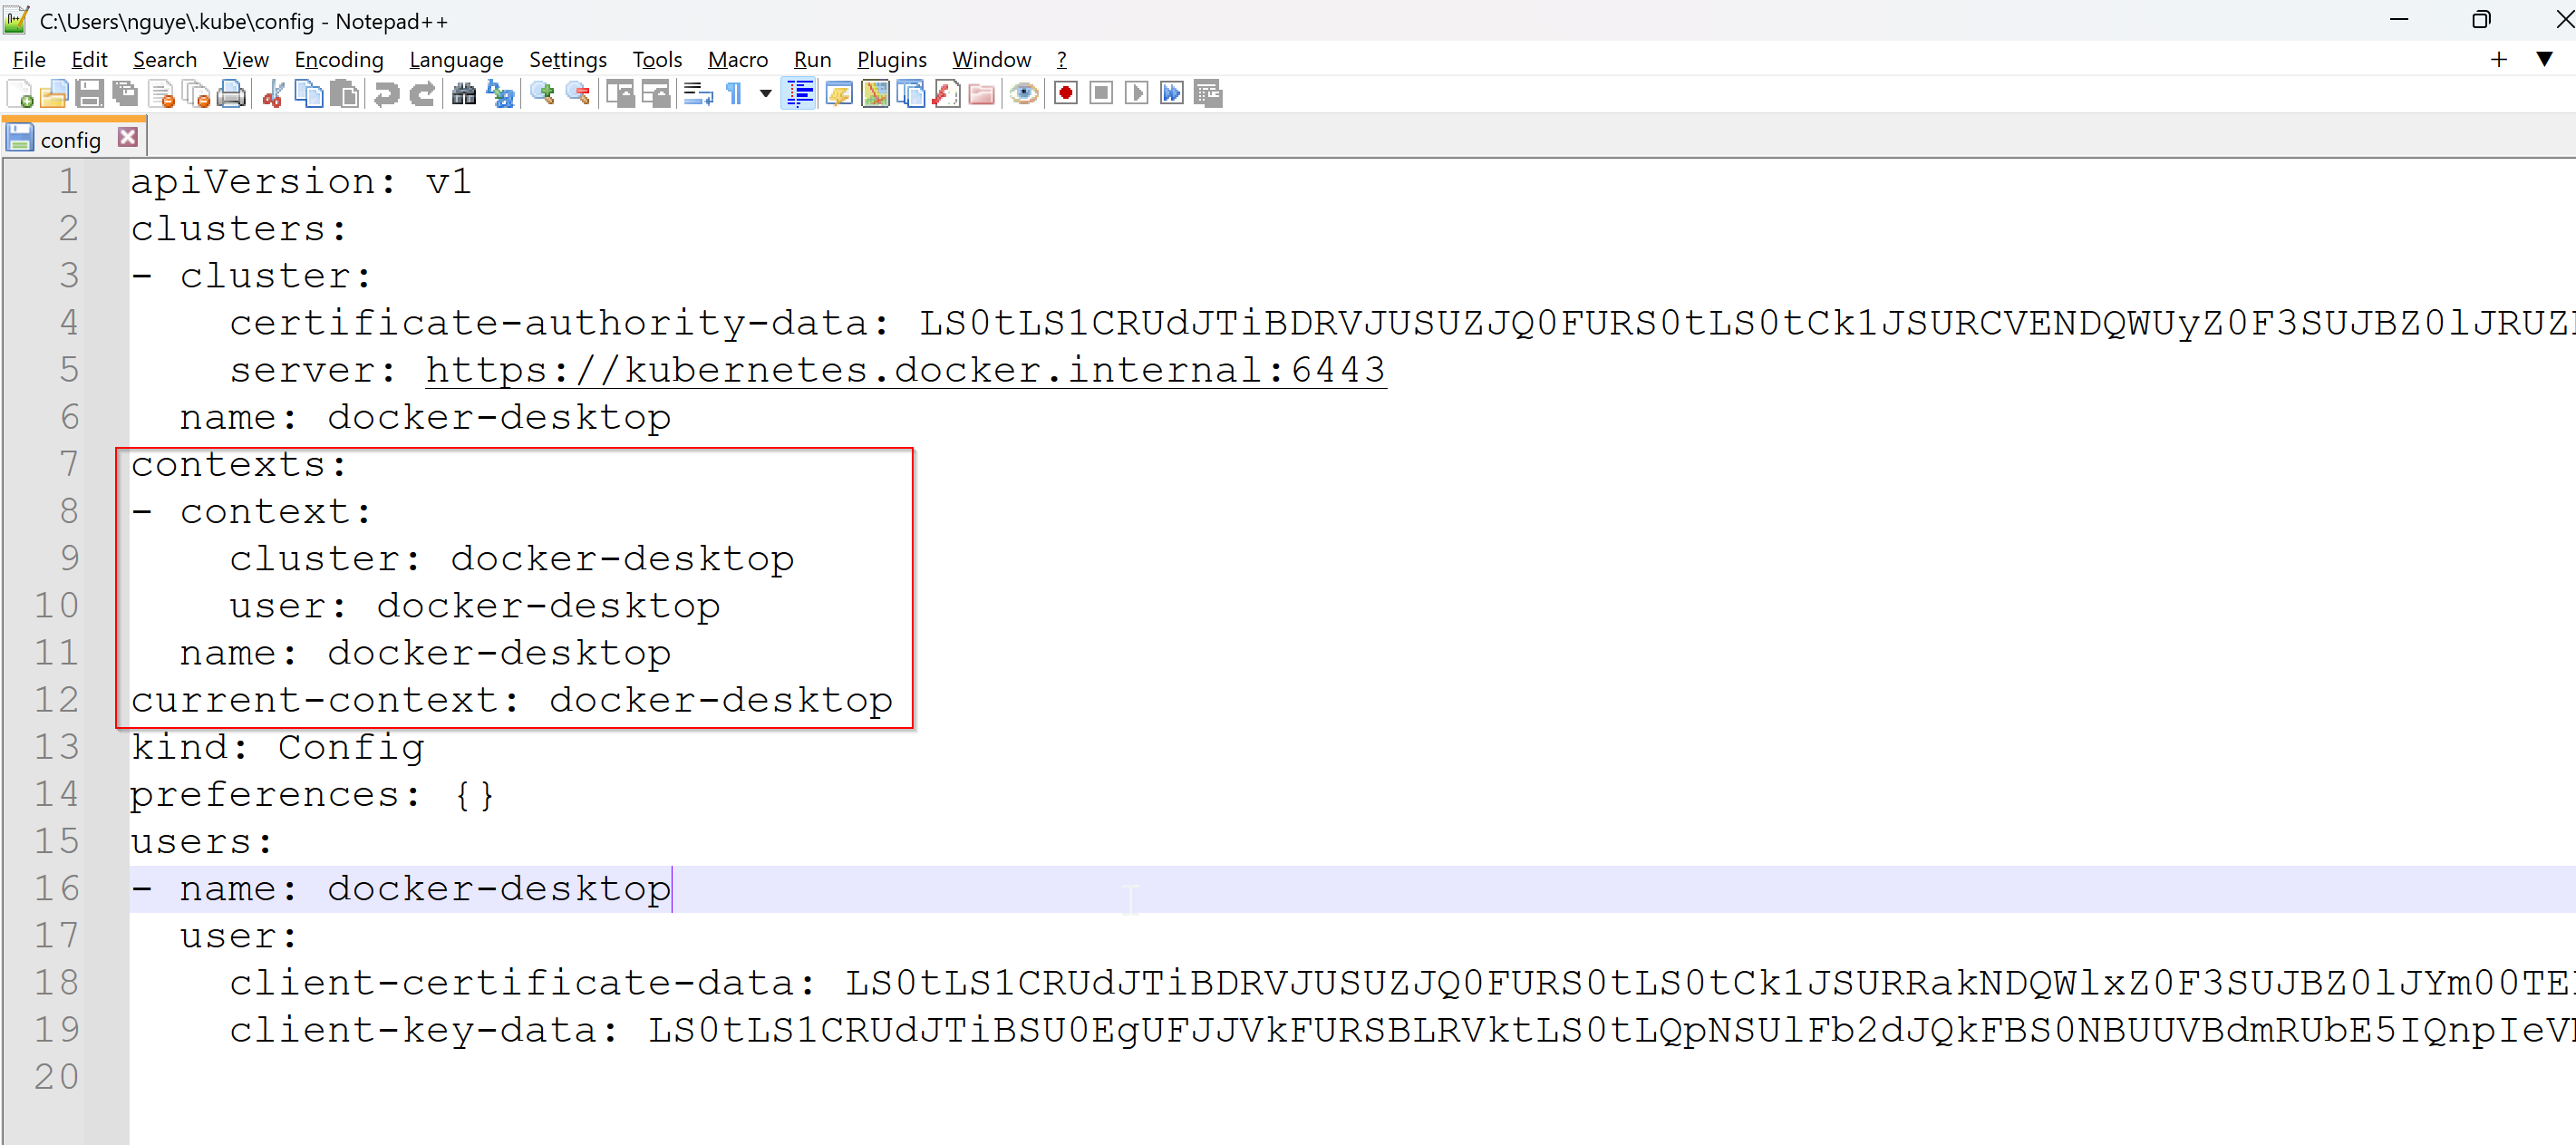 C:\Users\nguye\.kube\config - Notepad++
File Edit Search View Encoding Language Settings Tools Macro Run Plugins Window ?
config
1 apiVersion: v1
2 clusters:
3 - cluster:
4     certificate-authority-data: LS0tLS1CRUdJTiBDRVJUSUZJQ0FURS0tLS0tCk1JSURCVENDQWUyZ0F3SUJBZ0lJRUZ
5     server: https://kubernetes.docker.internal:6443
6   name: docker-desktop
7 contexts:
8 - context:
9     cluster: docker-desktop
10     user: docker-desktop
11   name: docker-desktop
12 current-context: docker-desktop
13 kind: Config
14 preferences: {}
15 users:
16 - name: docker-desktop
17   user:
18     client-certificate-data: LS0tLS1CRUdJTiBDRVJUSUZJQ0FURS0tLS0tCk1JSURRakNDQWlxZ0F3SUJBZ0lJYm00TE
19     client-key-data: LS0tLS1CRUdJTiBSU0EgUFJJVkFURSBLRVktLS0tLQpNSUlFb2dJQkFBS0NBUUVBdmRUbE5IQnpIeV
20